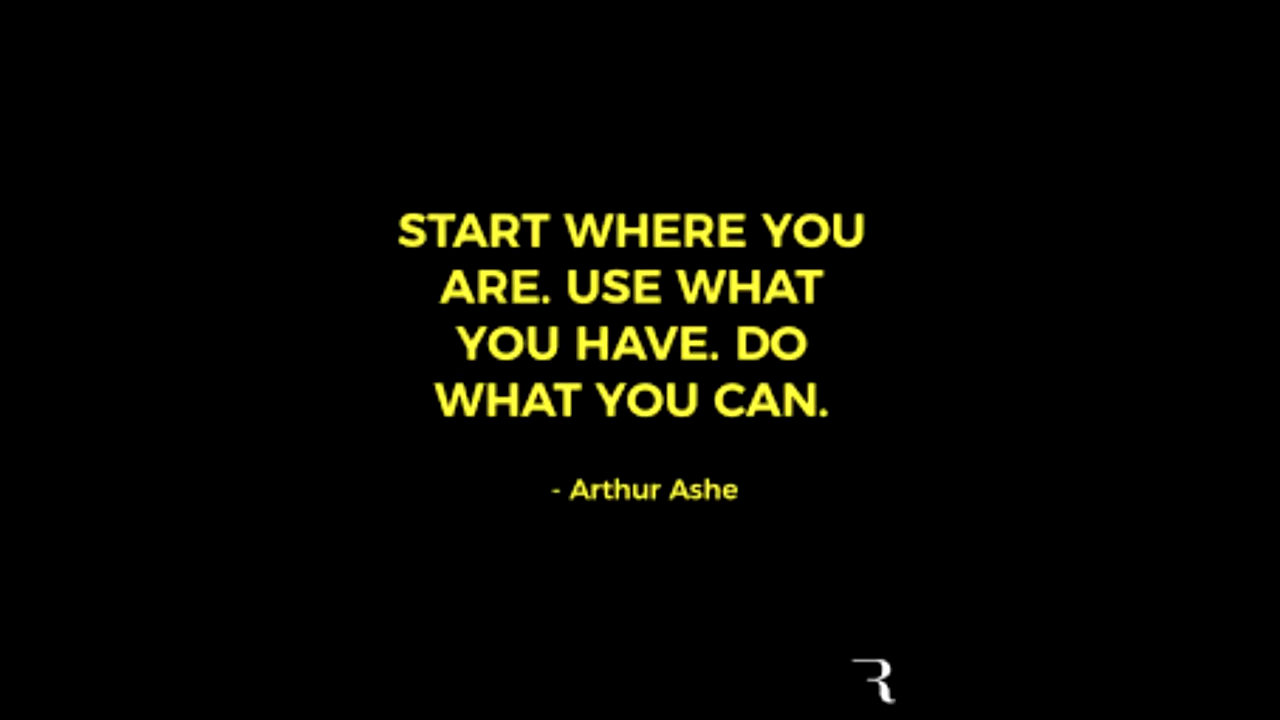 START WHERE YOU
ARE. USE WHAT
YOU HAVE. DO
WHAT YOU CAN.
- Arthur Ashe
R